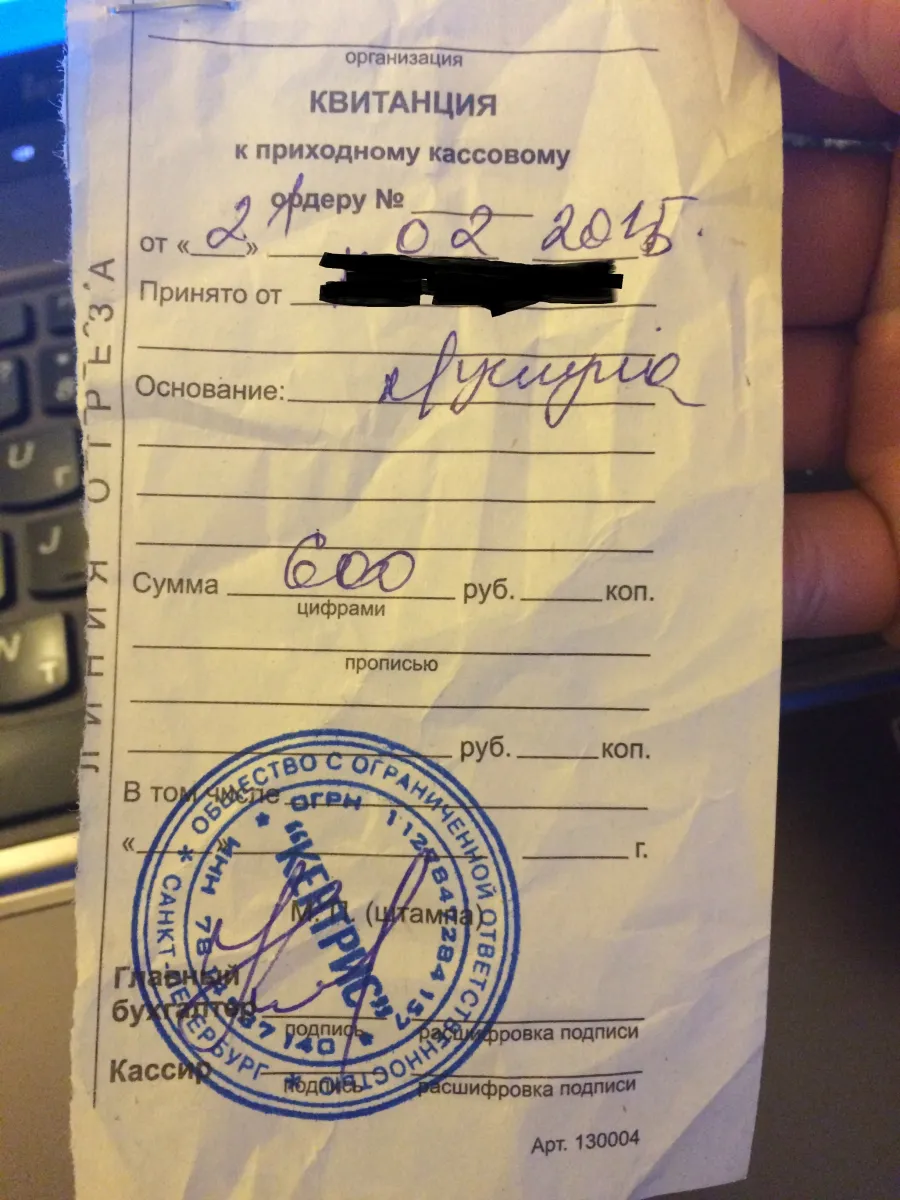 организация
КВИТАНЦИЯ
к приходному кассовому
ордеру №
от « 21 » 02 2015 г.
Принято от
Основание:
Сумма 600 руб. коп.
цифрами
прописью
руб. коп.
В том числе
« » г.
М. П. (штампа)
Главный
бухгалтер
подпись расшифровка подписи
Кассир
подпись расшифровка подписи
Арт. 130004
ЛИНИЯ ОТРЕЗА
ОБЩЕСТВО С ОГРАНИЧЕННОЙ ОТВЕТСТВЕННОСТЬЮ
САНКТ-ПЕТЕРБУРГ
ОГРН
ИНН
"КЕЙПРИС"